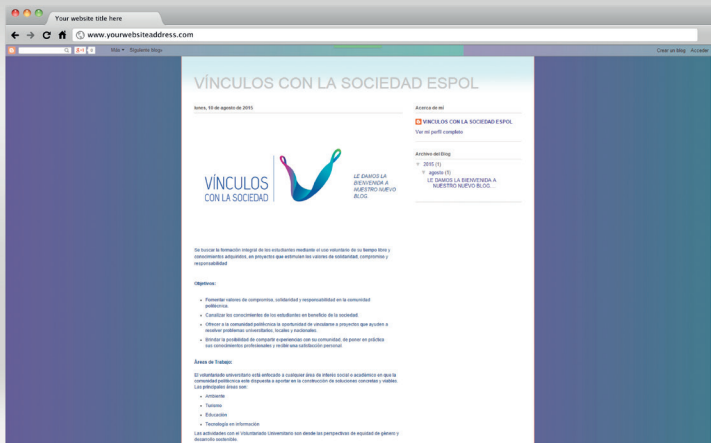 Your website title here
www.yourwebsiteaddress.com
Más Siguiente blog»
Crear un blog Acceder
VÍNCULOS CON LA SOCIEDAD ESPOL
lunes, 10 de agosto de 2015
VÍNCULOS
CON LA SOCIEDAD
LE DAMOS LA
BIENVENIDA A
NUESTRO NUEVO
BLOG
Se buscar la formación integral de los estudiantes mediante el uso voluntario de su tiempo libre y
conocimientos adquiridos, en proyectos que estimulen los valores de solidaridad, compromiso y
responsabilidad
Objetivos:
Fomentar valores de compromiso, solidaridad y responsabilidad en la comunidad
politécnica.
Canalizar los conocimientos de los estudiantes en beneficio de la sociedad.
Ofrecer a la comunidad politécnica la oportunidad de vincularse a proyectos que ayuden a
resolver problemas universitarios, locales y nacionales.
Brindar la posibilidad de compartir experiencias con su comunidad, de poner en práctica
sus conocimientos profesionales y recibir una satisfacción personal
Áreas de Trabajo:
El voluntariado universitario está enfocado a cualquier área de interés social o académico en que la
comunidad politécnica este dispuesta a aportar en la construcción de soluciones concretas y viables.
Las principales áreas son:
Ambiente
Turismo
Educación
Tecnología en información
Las actividades con el Voluntariado Universitario son desde las perspectivas de equidad de género y
desarrollo sostenible.
Acerca de mí
VINCULOS CON LA SOCIEDAD ESPOL
Ver mi perfil completo
Archivo del Blog
2015 (1)
agosto (1)
LE DAMOS LA BIENVENIDA A
NUESTRO NUEVO BLOG...